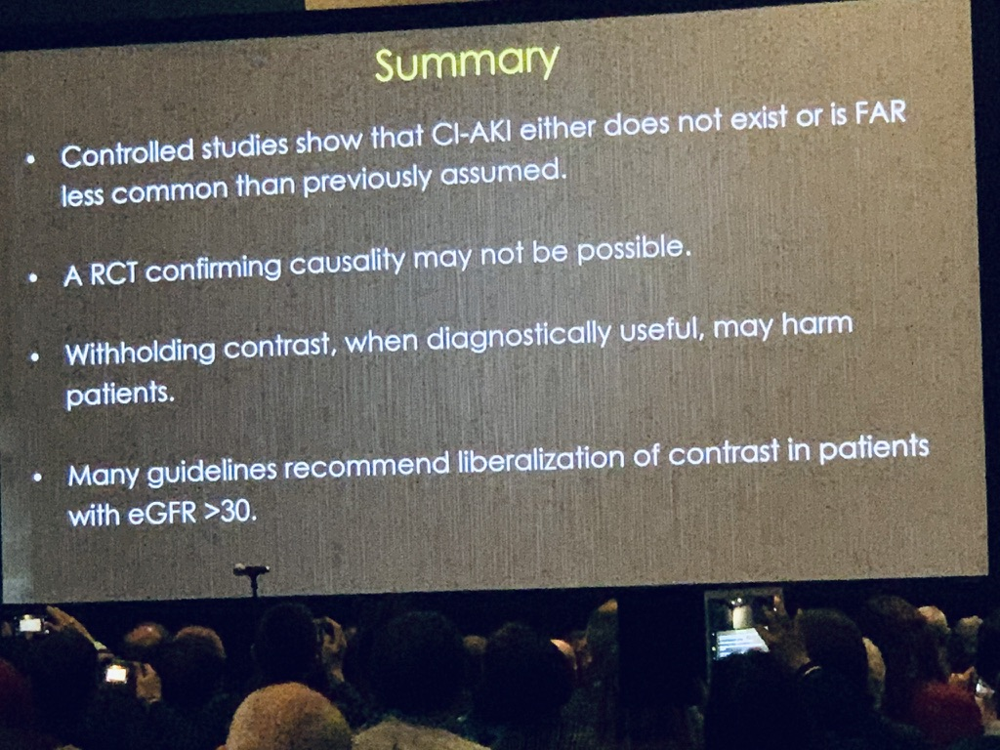 Summary
• Controlled studies show that CI-AKI either does not exist or is FAR
less common than previously assumed.
• A RCT confirming causality may not be possible.
• Withholding contrast, when diagnostically useful, may harm
patients.
• Many guidelines recommend liberalization of contrast in patients
with eGFR >30.